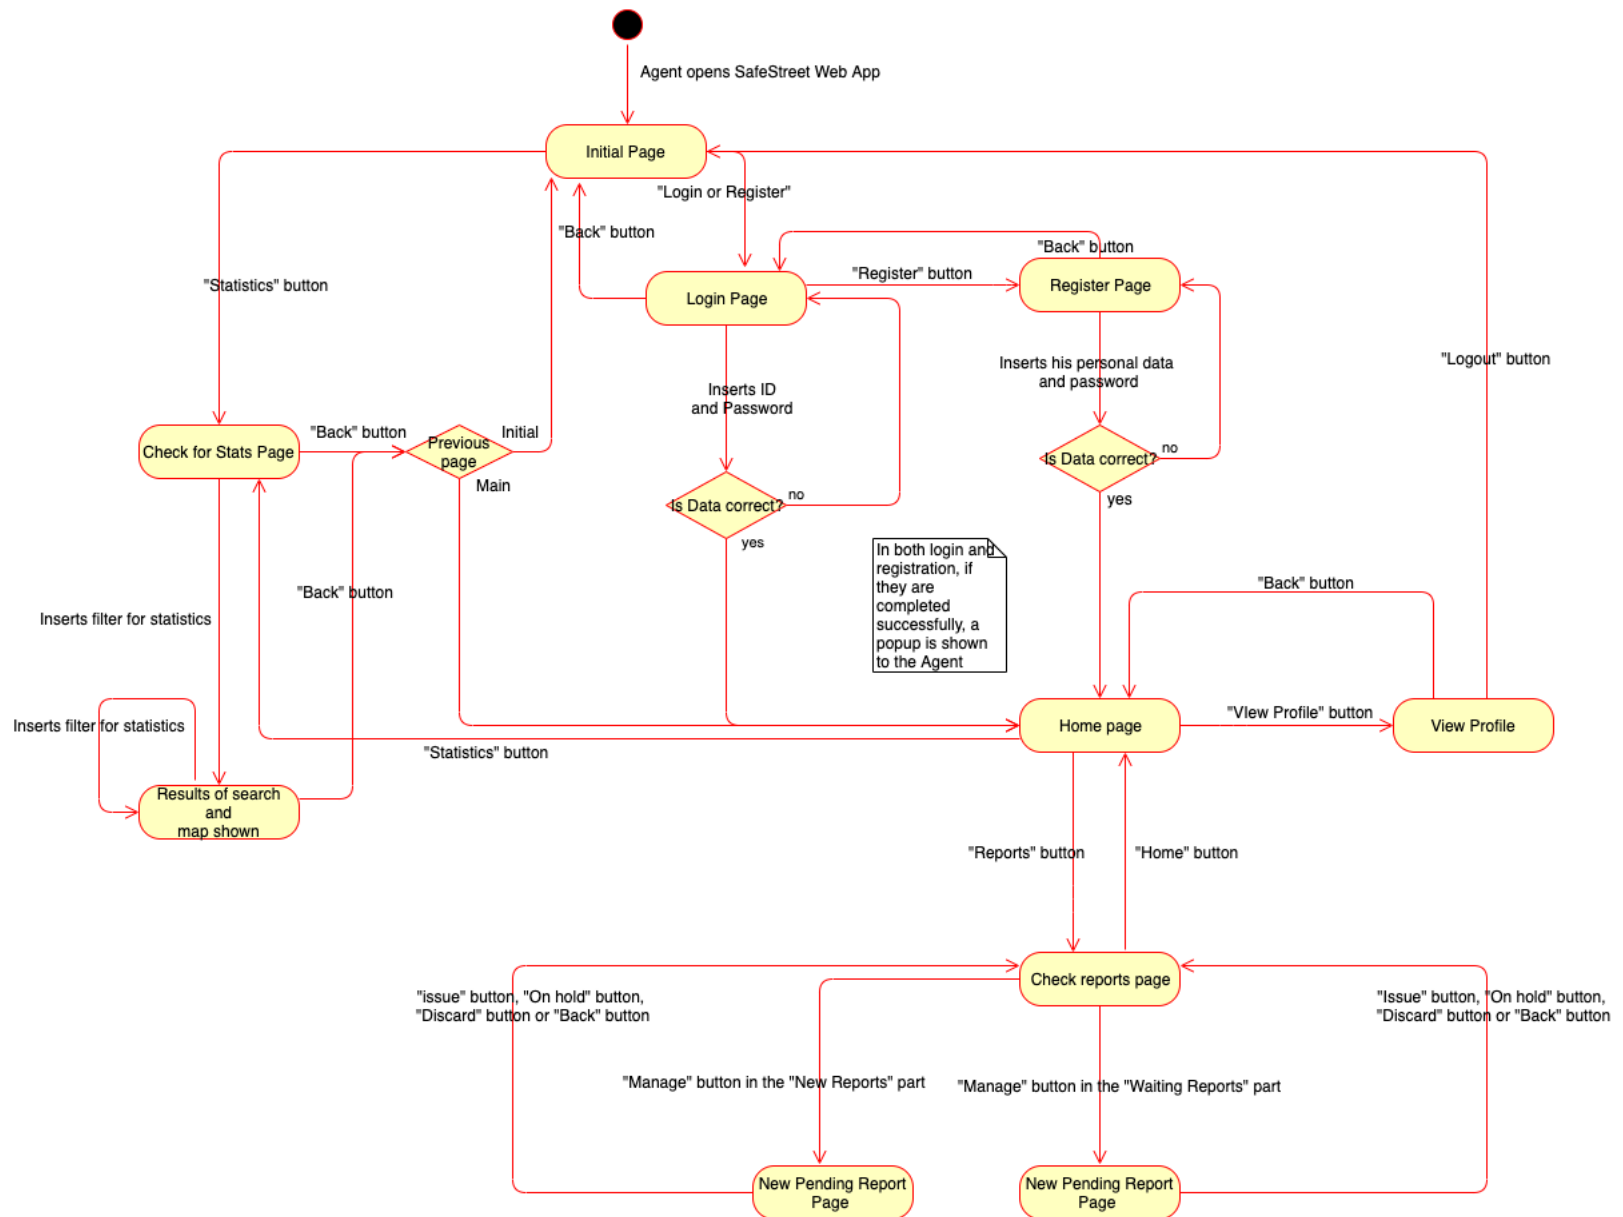 Agent opens SafeStreet Web App
Initial Page
"Login or Register"
"Back" button
"Back" button
"Register" button
"Statistics" button
Login Page
Register Page
"Logout" button
Inserts his personal data
and password
Inserts ID
and Password
"Back" button
Initial
Check for Stats Page
Previous
page
Main
Is Data correct?
no
yes
Is Data correct?
no
yes
In both login and
registration, if
they are
completed
successfully, a
popup is shown
to the Agent
"Back" button
"Back" button
Inserts filter for statistics
Inserts filter for statistics
"VIew Profile" button
Home page
View Profile
"Statistics" button
Results of search
and
map shown
"Reports" button
"Home" button
Check reports page
"issue" button, "On hold" button,
"Discard" button or "Back" button
"Issue" button, "On hold" button,
"Discard" button or "Back" button
"Manage" button in the "New Reports" part
"Manage" button in the "Waiting Reports" part
New Pending Report
Page
New Pending Report
Page